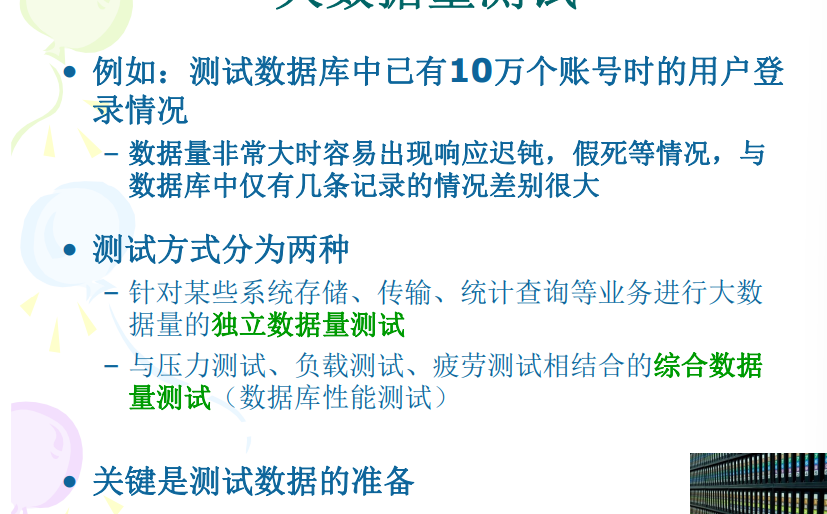 大数据量测试
• 例如：测试数据库中已有10万个账号时的用户登
录情况
– 数据量非常大时容易出现响应迟钝，假死等情况，与
数据库中仅有几条记录的情况差别很大
• 测试方式分为两种
– 针对某些系统存储、传输、统计查询等业务进行大数
据量的独立数据量测试
– 与压力测试、负载测试、疲劳测试相结合的综合数据
量测试（数据库性能测试）
• 关键是测试数据的准备